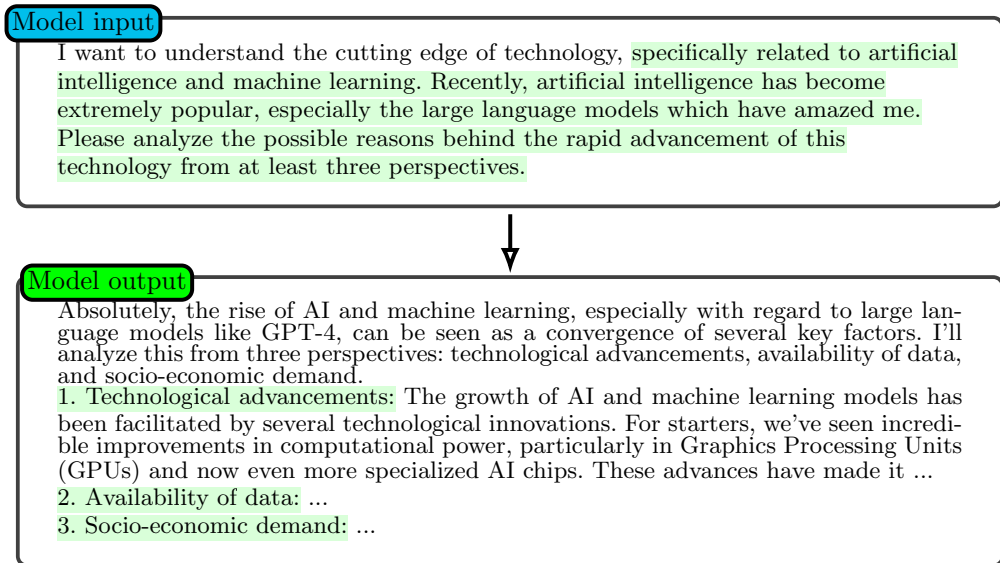 Model input
I want to understand the cutting edge of technology, specifically related to artificial
intelligence and machine learning. Recently, artificial intelligence has become
extremely popular, especially the large language models which have amazed me.
Please analyze the possible reasons behind the rapid advancement of this
technology from at least three perspectives.
Model output
Absolutely, the rise of AI and machine learning, especially with regard to large lan-
guage models like GPT-4, can be seen as a convergence of several key factors. I'll
analyze this from three perspectives: technological advancements, availability of data,
and socio-economic demand.
1. Technological advancements: The growth of AI and machine learning models has
been facilitated by several technological innovations. For starters, we've seen incredi-
ble improvements in computational power, particularly in Graphics Processing Units
(GPUs) and now even more specialized AI chips. These advances have made it ...
2. Availability of data: ...
3. Socio-economic demand: ...